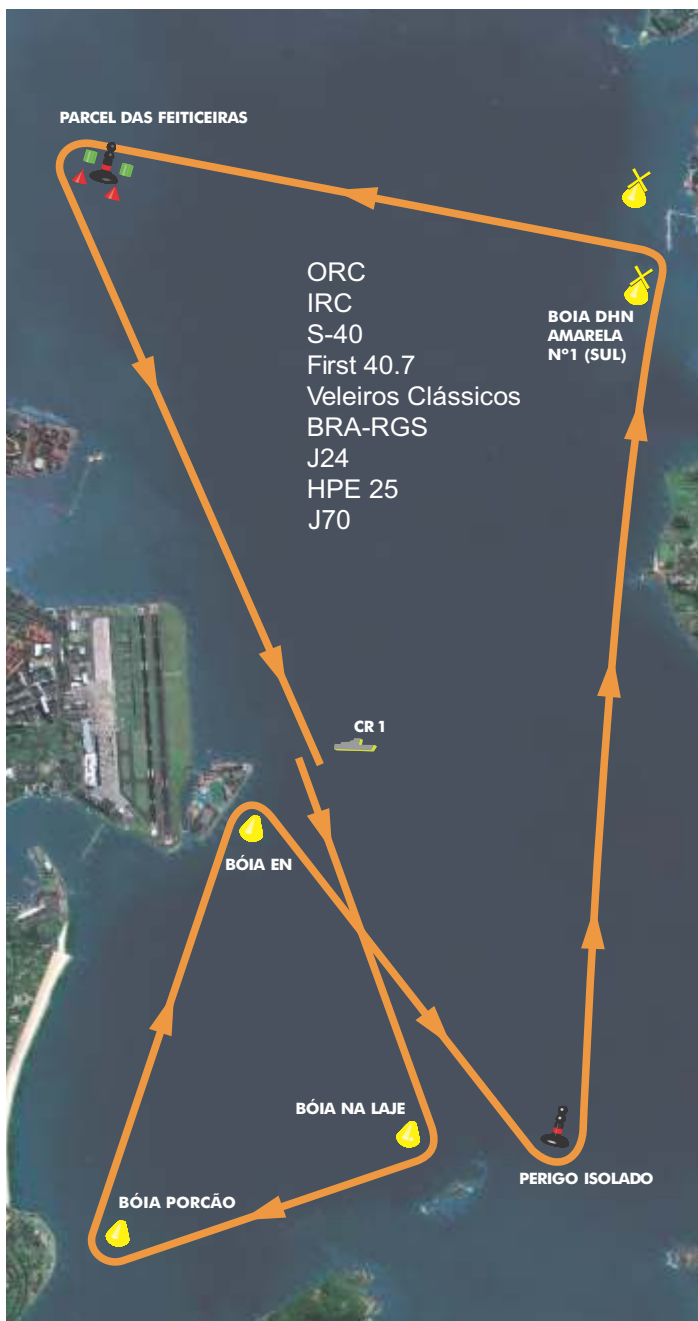 PARCEL DAS FEITICEIRAS
ORC
IRC
S-40
First 40.7
Veleiros Clássicos
BRA-RGS
J24
HPE 25
J70
BOIA DHN
AMARELA
Nº1 (SUL)
CR 1
BÓIA EN
BÓIA NA LAJE
PERIGO ISOLADO
BÓIA PORCÃO